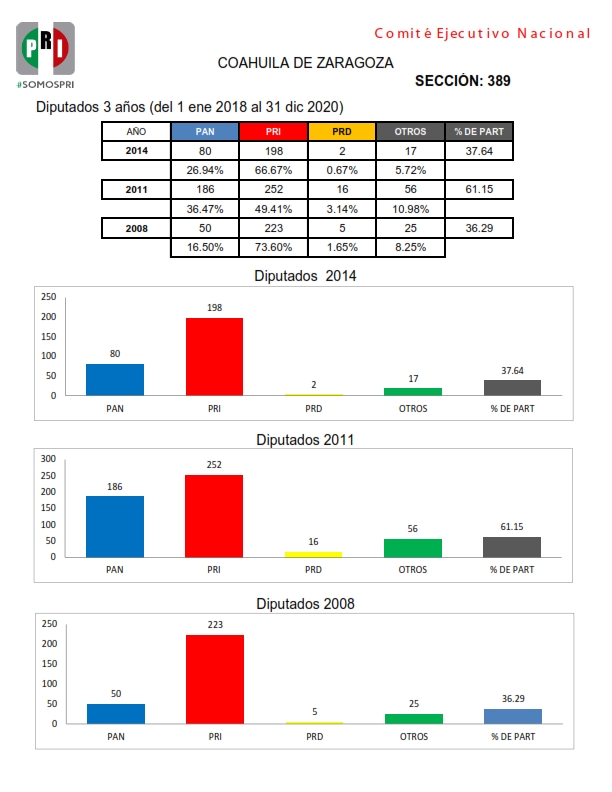 Comité Ejecutivo Nacional
PRI
#SOMOSPRI
COAHUILA DE ZARAGOZA
SECCIÓN: 389
Diputados 3 años (del 1 ene 2018 al 31 dic 2020)
AÑO PAN PRI PRD OTROS % DE PART
2014 80 198 2 17 37.64
26.94% 66.67% 0.67% 5.72%
2011 186 252 16 56 61.15
36.47% 49.41% 3.14% 10.98%
2008 50 223 5 25 36.29
16.50% 73.60% 1.65% 8.25%
Diputados 2014
250
200
150
100
50
0
80 198 2 17 37.64
PAN PRI PRD OTROS % DE PART
Diputados 2011
300
250
200
150
100
50
0
186 252 16 56 61.15
PAN PRI PRD OTROS % DE PART
Diputados 2008
250
200
150
100
50
0
50 223 5 25 36.29
PAN PRI PRD OTROS % DE PART